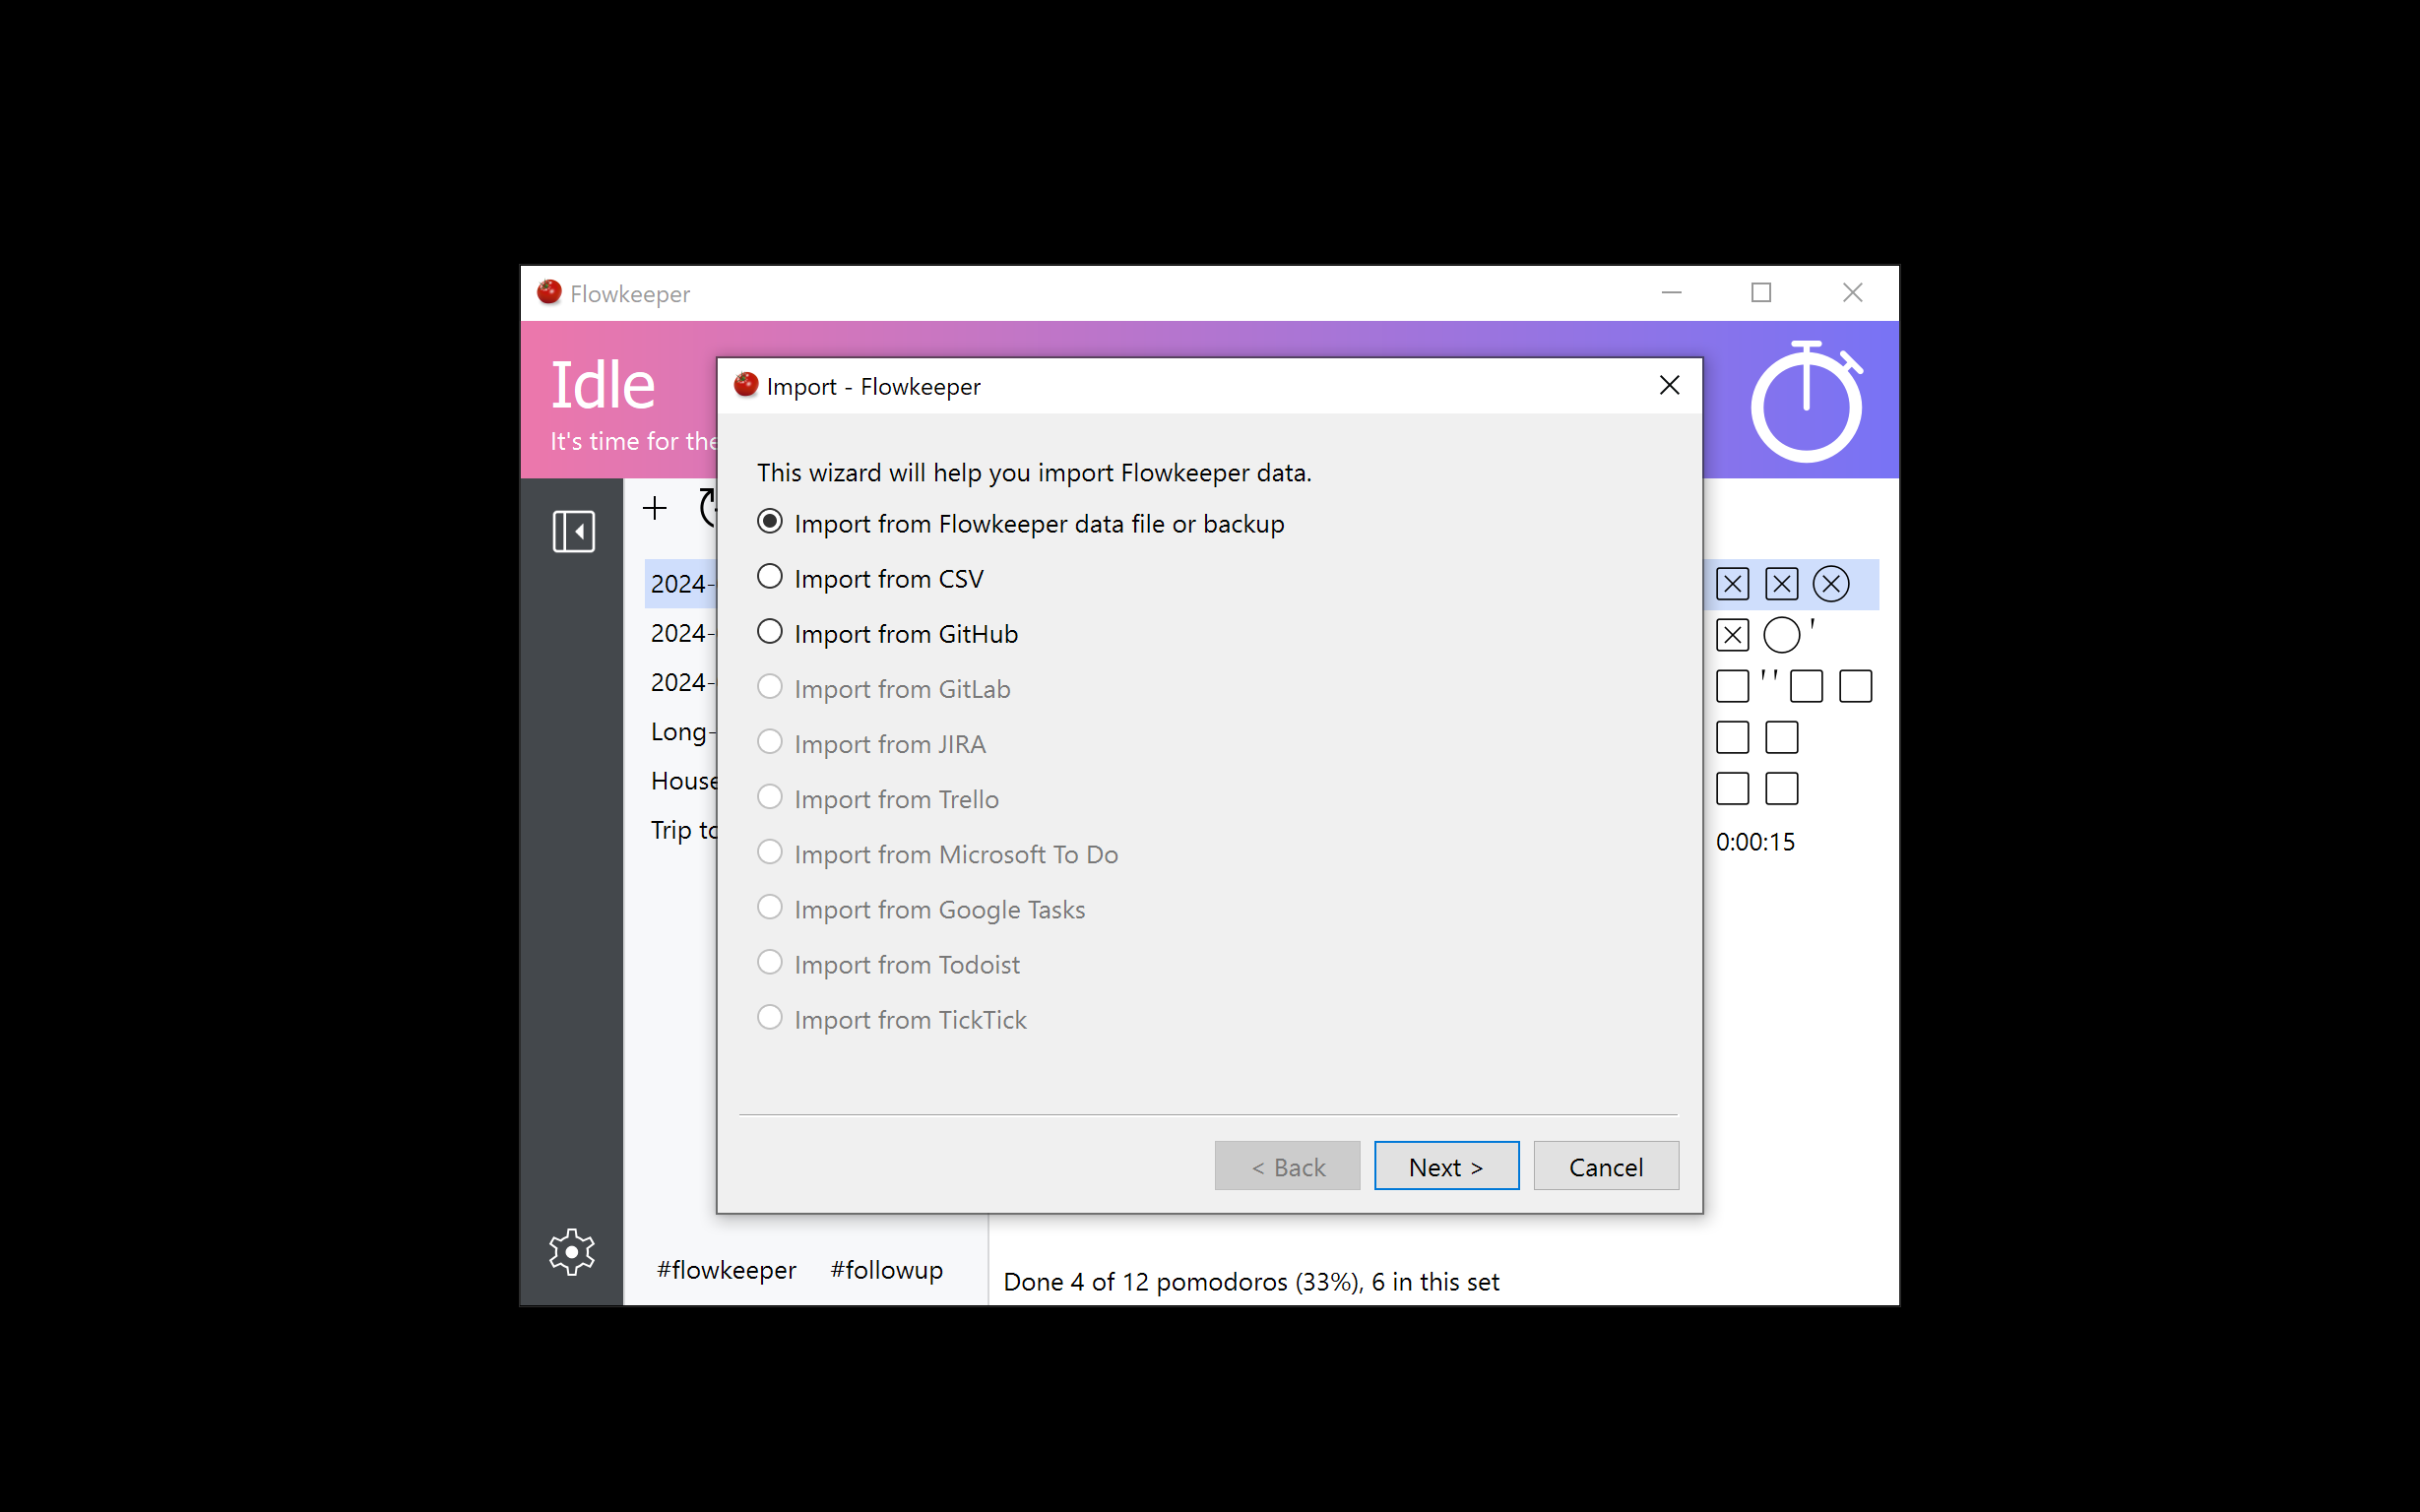 Flowkeeper
Idle
It's time for the
Import - Flowkeeper
This wizard will help you import Flowkeeper data.
Import from Flowkeeper data file or backup
Import from CSV
Import from GitHub
Import from GitLab
Import from JIRA
Import from Trello
Import from Microsoft To Do
Import from Google Tasks
Import from Todoist
Import from TickTick
< Back
Next >
Cancel
2024-
2024-
2024-
Long-
House
Trip to
0:00:15
#flowkeeper #followup
Done 4 of 12 pomodoros (33%), 6 in this set